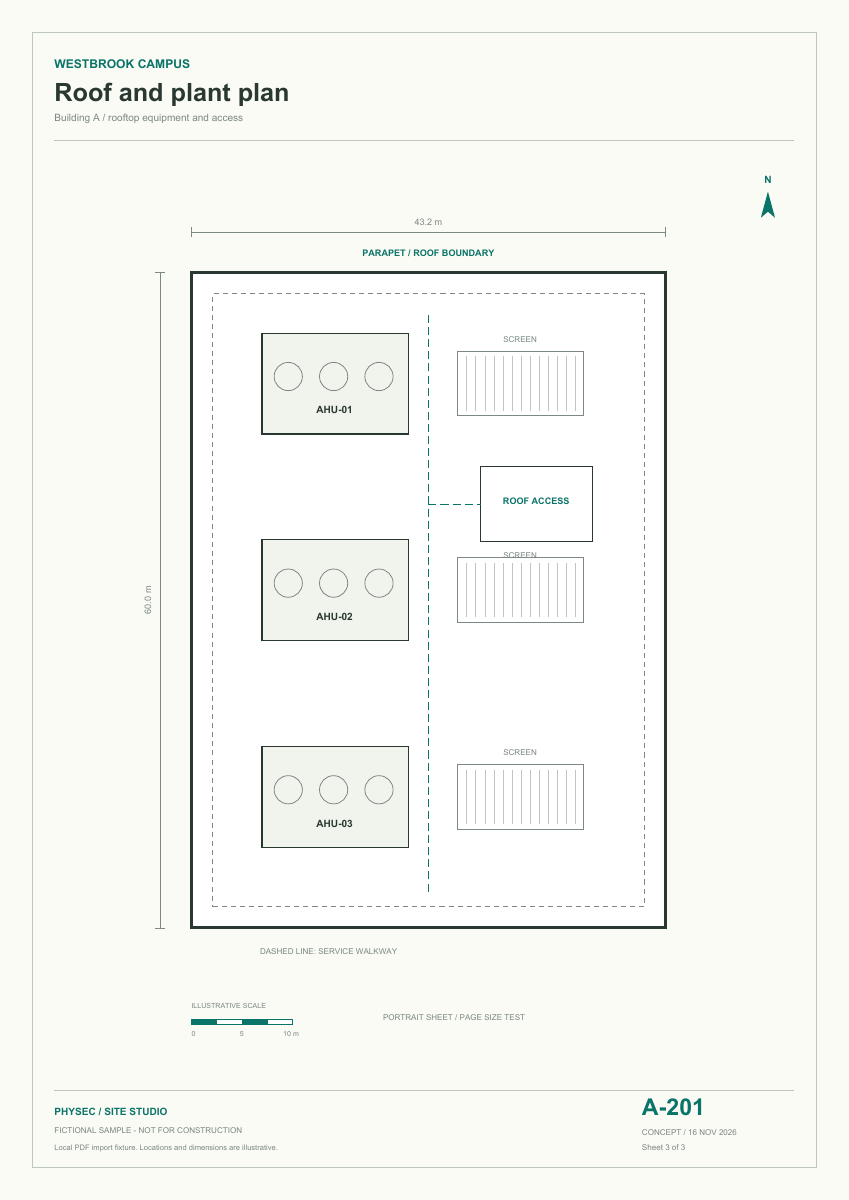 WESTBROOK CAMPUS
Roof and plant plan
Building A / rooftop equipment and access
N
43.2 m
PARAPET / ROOF BOUNDARY
SCREEN
AHU-01
ROOF ACCESS
SCREEN
60.0 m
AHU-02
SCREEN
AHU-03
DASHED LINE: SERVICE WALKWAY
ILLUSTRATIVE SCALE
PORTRAIT SHEET / PAGE SIZE TEST
0 5 10 m
PHYSEC / SITE STUDIO
FICTIONAL SAMPLE - NOT FOR CONSTRUCTION
Local PDF import fixture. Locations and dimensions are illustrative.
A-201
CONCEPT / 16 NOV 2026
Sheet 3 of 3